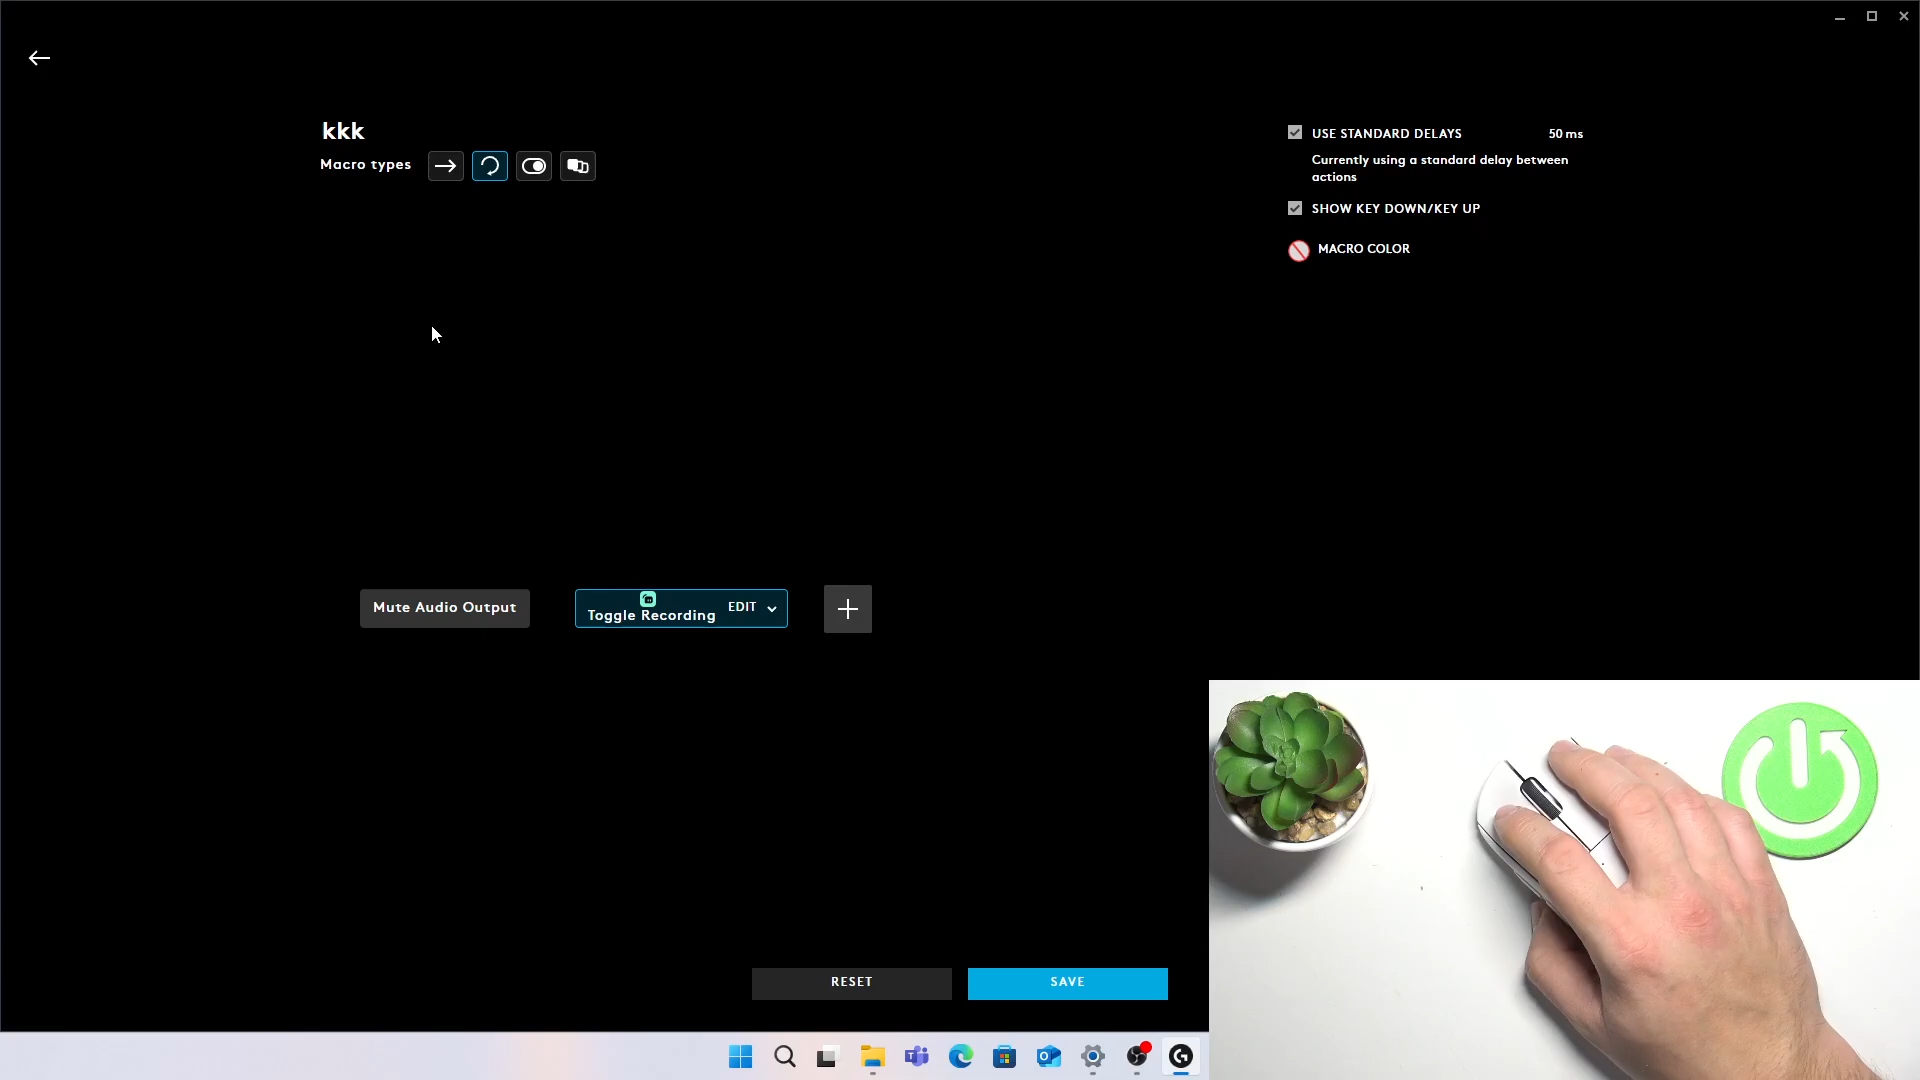 kkk
Macro types
USE STANDARD DELAYS 50 ms
Currently using a standard delay between
actions
SHOW KEY DOWN/KEY UP
MACRO COLOR
Mute Audio Output
Toggle Recording EDIT
RESET SAVE